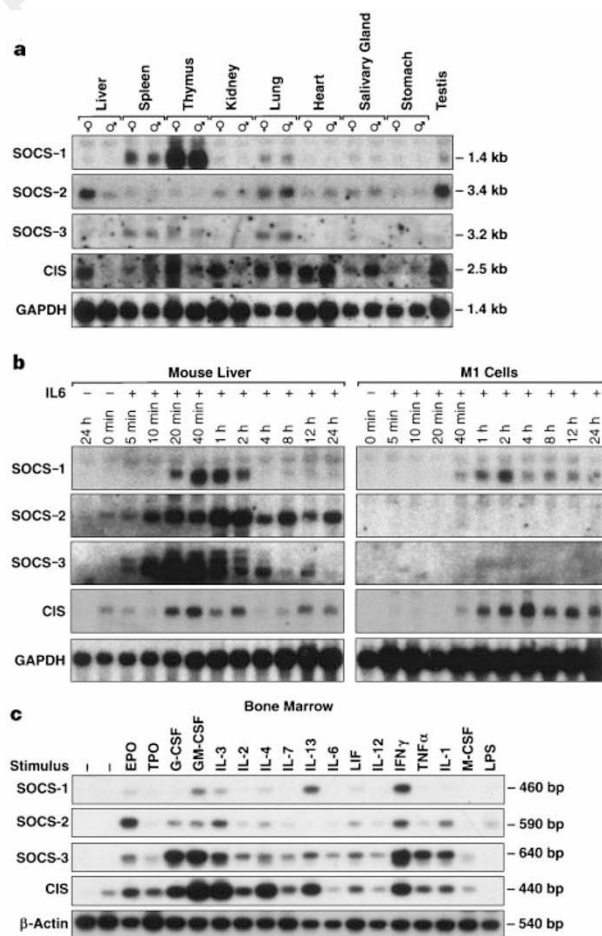 a
Liver Spleen Thymus Kidney Lung Heart Salivary Gland Stomach Testis
♀ ♂ ♀ ♂ ♀ ♂ ♀ ♂ ♀ ♂ ♀ ♂ ♀ ♂ ♀ ♂
SOCS-1 – 1.4 kb
SOCS-2 – 3.4 kb
SOCS-3 – 3.2 kb
CIS – 2.5 kb
GAPDH – 1.4 kb
b
Mouse Liver M1 Cells
IL6 – – + + + + + + + + + + – + + + + + + + + + +
24 h 0 min 5 min 10 min 20 min 40 min 1 h 2 h 4 h 8 h 12 h 24 h 0 min 5 min 10 min 20 min 40 min 1 h 2 h 4 h 8 h 12 h 24 h
SOCS-1
SOCS-2
SOCS-3
CIS
GAPDH
c
Bone Marrow
Stimulus – – EPO TPO G-CSF GM-CSF IL-3 IL-2 IL-4 IL-7 IL-13 IL-6 LIF IL-12 IFNγ TNFα IL-1 M-CSF LPS
SOCS-1 – 460 bp
SOCS-2 – 590 bp
SOCS-3 – 640 bp
CIS – 440 bp
β-Actin – 540 bp